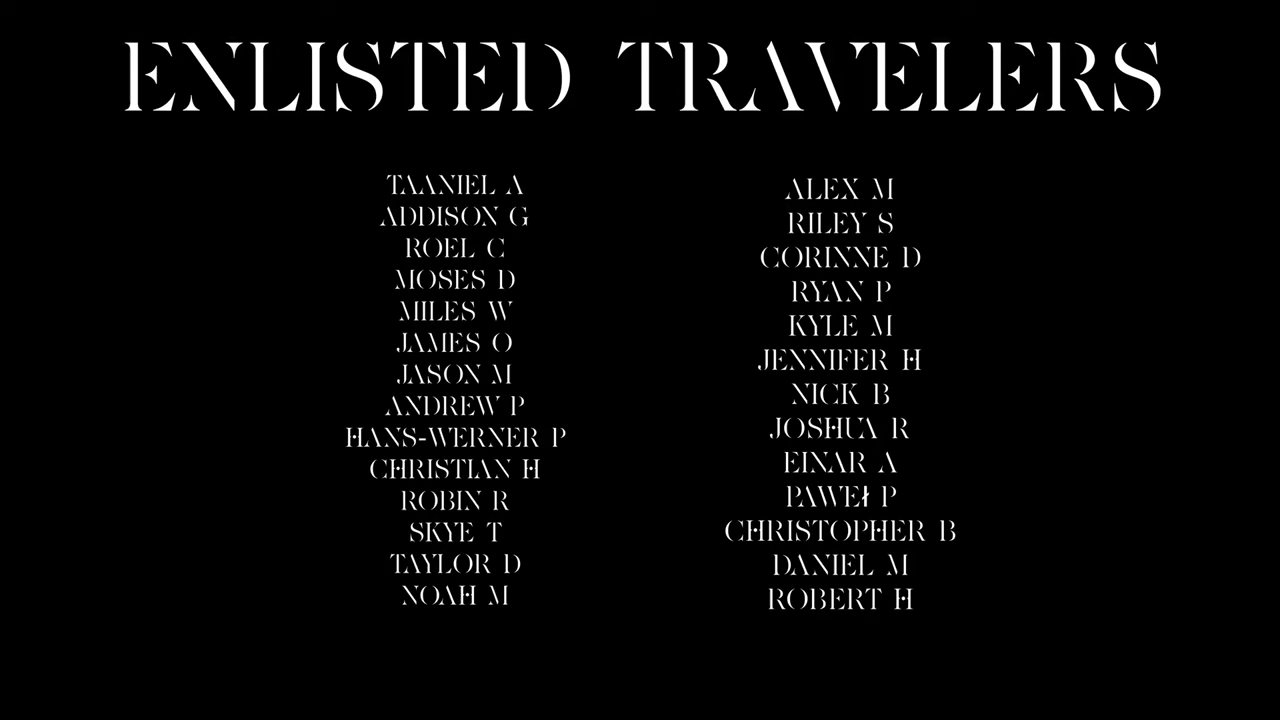 ENLISTED TRAVELERS
TAANIEL A
ADDISON G
ROEL C
MOSES D
MILES W
JAMES O
JASON M
ANDREW P
HANS-WERNER P
CHRISTIAN H
ROBIN R
SKYE T
TAYLOR D
NOAH M
ALEX M
RILEY S
CORINNE D
RYAN P
KYLE M
JENNIFER H
NICK B
JOSHUA R
EINAR A
PAWEł P
CHRISTOPHER B
DANIEL M
ROBERT H